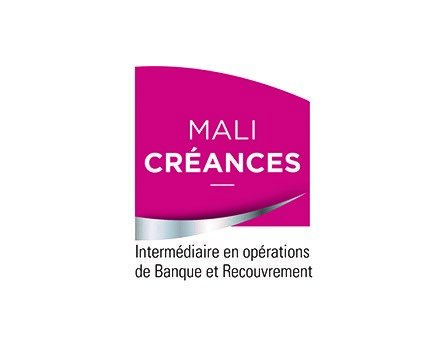 MALI
CRÉANCES
Intermédiaire en opérations
de Banque et Recouvrement